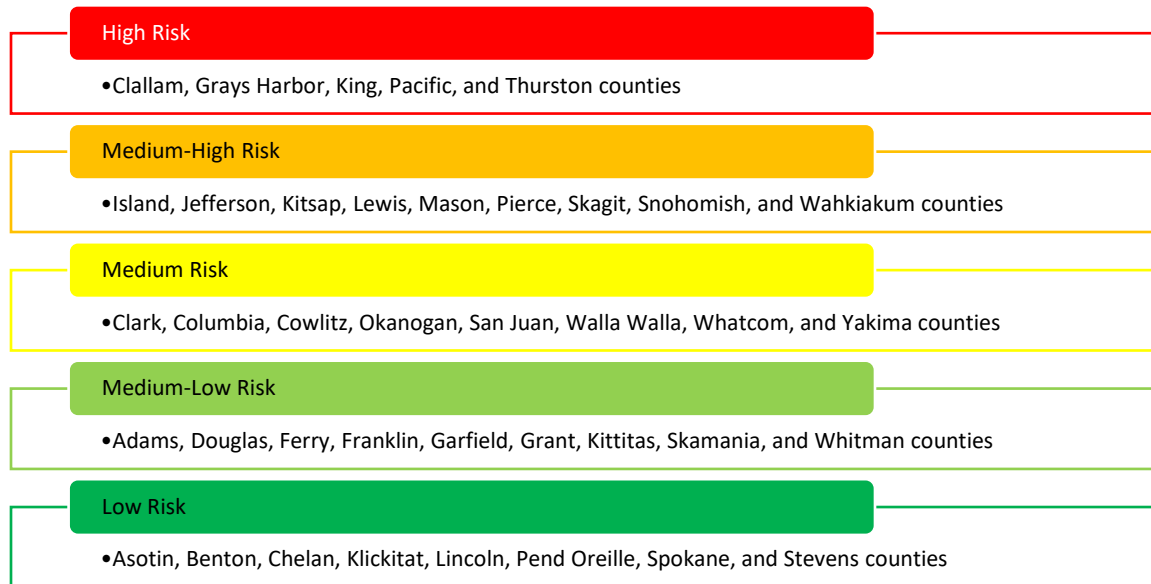 High Risk
•Clallam, Grays Harbor, King, Pacific, and Thurston counties
Medium-High Risk
•Island, Jefferson, Kitsap, Lewis, Mason, Pierce, Skagit, Snohomish, and Wahkiakum counties
Medium Risk
•Clark, Columbia, Cowlitz, Okanogan, San Juan, Walla Walla, Whatcom, and Yakima counties
Medium-Low Risk
•Adams, Douglas, Ferry, Franklin, Garfield, Grant, Kittitas, Skamania, and Whitman counties
Low Risk
•Asotin, Benton, Chelan, Klickitat, Lincoln, Pend Oreille, Spokane, and Stevens counties